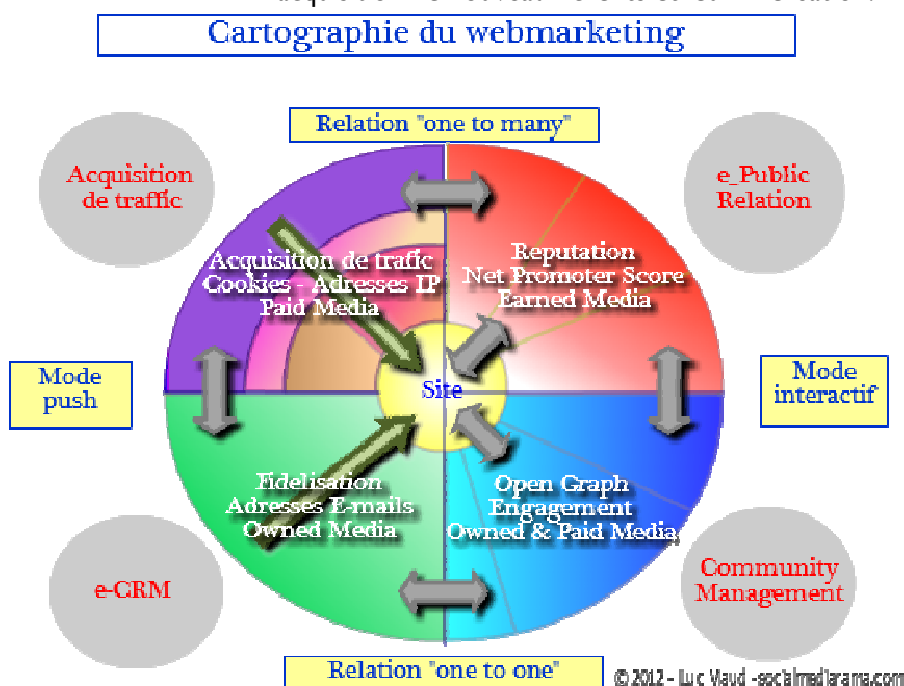 Cartographie du webmarketing
Relation "one to many"
Acquisition
de traffic
e_Public
Relation
Acquisition de trafic
Cookies - Adresses IP
Paid Media
Reputation
Net Promoter Score
Earned Media
Mode
push
Site
Mode
interactif
Fidelisation
Adresses E-mails
Owned Media
Open Graph
Engagement
Owned & Paid Media
e-GRM
Community
Management
Relation "one to one"
© 2012 - Luc Viaud - socialmediarama.com